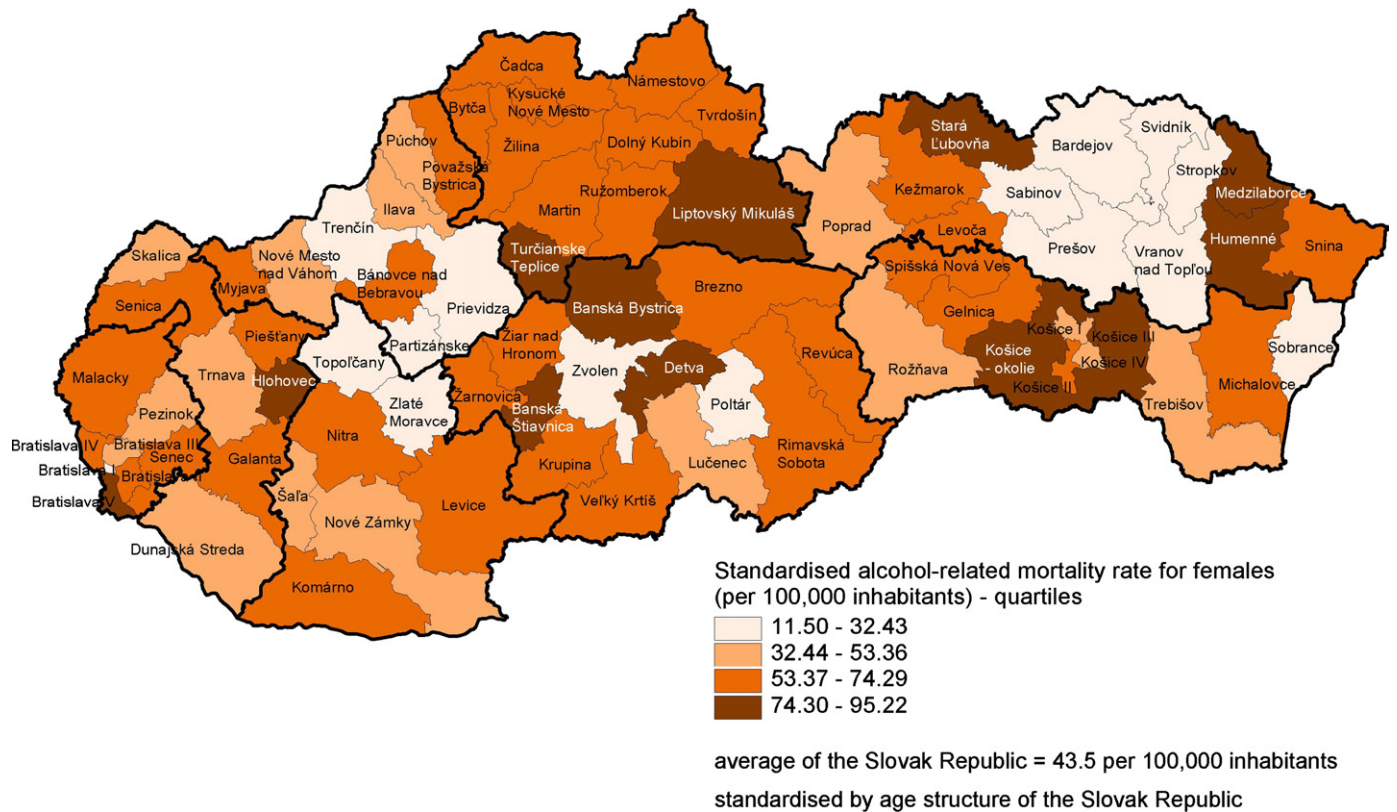 Čadca
Námestovo
Bytča
Kysucké
Nové Mesto
Tvrdošín
Stará
Ľubovňa
Svidník
Bardejov
Púchov
Žilina
Dolný Kubín
Považská
Bystrica
Stropkov
Kežmarok
Sabinov
Medzilaborce
Ružomberok
Ilava
Martin
Liptovský Mikuláš
Trenčín
Poprad
Levoča
Prešov
Humenné
Snina
Turčianske
Teplice
Vranov
nad Topľou
Skalica
Nové Mesto
nad Váhom
Bánovce nad
Bebravou
Spišská Nová Ves
Senica
Myjava
Prievidza
Banská Bystrica
Brezno
Gelnica
Piešťany
Partizánske
Žiar nad
Hronom
Košice I
Košice III
Topoľčany
Revúca
Košice
- okolie
Sobrance
Malacky
Trnava
Hlohovec
Zvolen
Detva
Rožňava
Košice IV
Michalovce
Žarnovica
Košice II
Zlaté
Moravce
Banská
Štiavnica
Poltár
Trebišov
Pezinok
Nitra
Bratislava IV
Bratislava III
Senec
Galanta
Rimavská
Sobota
Lučenec
Krupina
Bratislava I
Bratislava II
Bratislava V
Šaľa
Veľký Krtíš
Levice
Nové Zámky
Dunajská Streda
Komárno
Standardised alcohol-related mortality rate for females
(per 100,000 inhabitants) - quartiles
11.50 - 32.43
32.44 - 53.36
53.37 - 74.29
74.30 - 95.22
average of the Slovak Republic = 43.5 per 100,000 inhabitants
standardised by age structure of the Slovak Republic